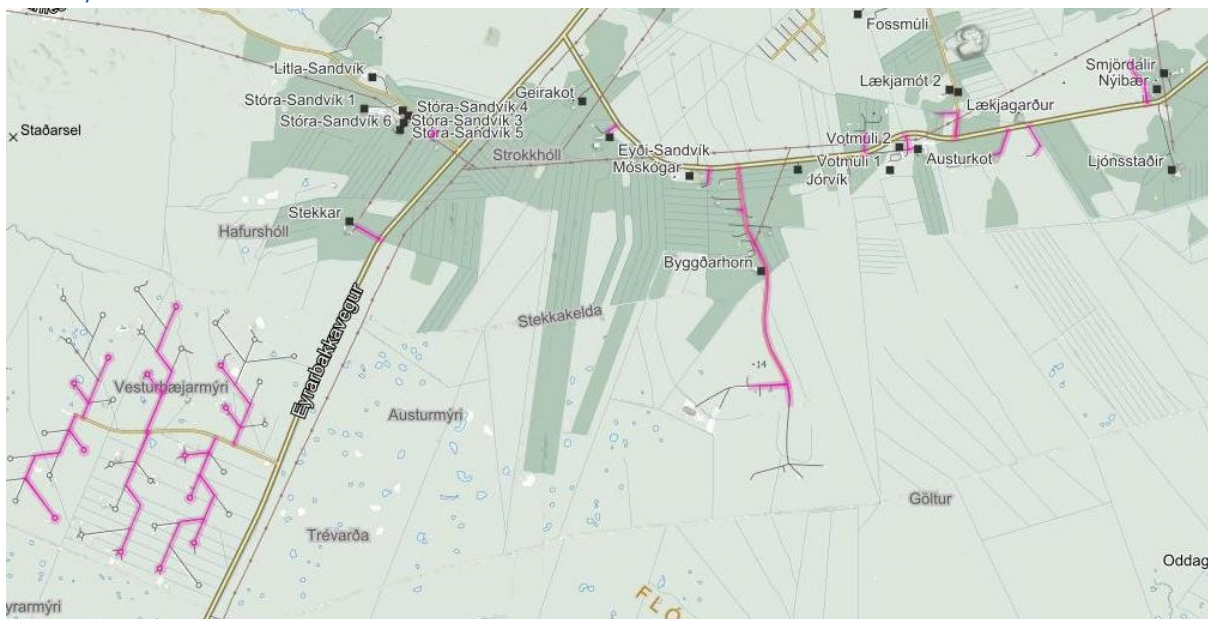 Fossmúli
Litla-Sandvík
Smjördálir
Nýibær
Lækjamót 2
Geirakot
Stóra-Sandvík 1
Stóra-Sandvík 4
Stóra-Sandvík 3
Stóra-Sandvík 6
Stóra-Sandvík 5
Lækjagarður
Staðarsel
Votmúli 2
Eyði-Sandvík
Strokkhóll
Votmúli 1
Austurkot
Ljónsstaðir
Móskógar
Jórvík
Stekkar
Hafurshóll
Byggðarhorn
Stekkakelda
Eyrarbakkavegur
-14
Vesturbæjarmýri
Austurmýri
Göltur
Trévarða
Oddag
FLÓ
yrarmýri